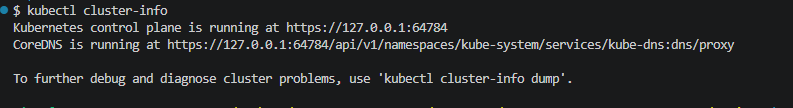 $ kubectl cluster-info
Kubernetes control plane is running at https://127.0.0.1:64784
CoreDNS is running at https://127.0.0.1:64784/api/v1/namespaces/kube-system/services/kube-dns:dns/proxy
To further debug and diagnose cluster problems, use 'kubectl cluster-info dump'.